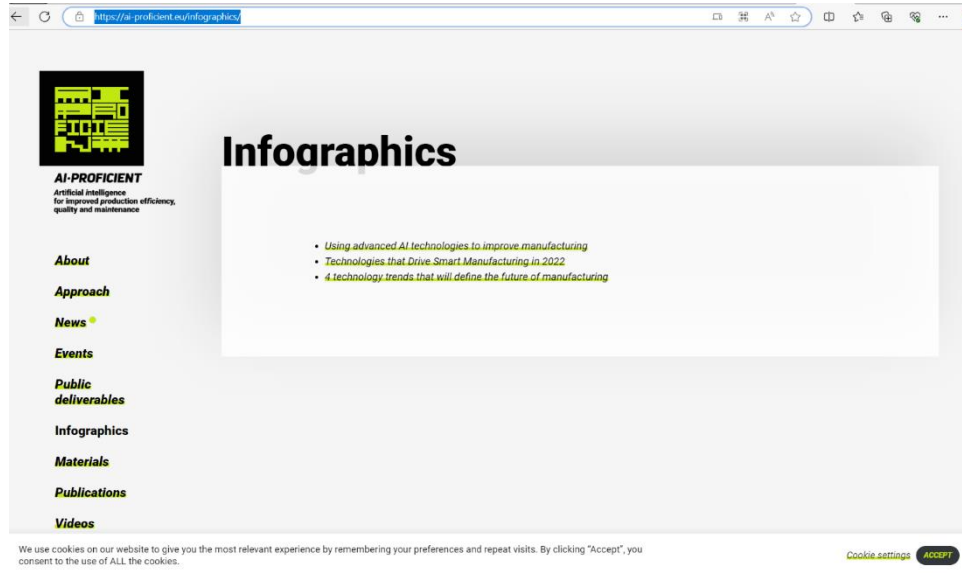 https://ai-proficient.eu/infographics/
AI-PROFICIENT
Artificial intelligence
for improved production efficiency,
quality and maintenance
Infographics
Using advanced AI technologies to improve manufacturing
Technologies that Drive Smart Manufacturing in 2022
4 technology trends that will define the future of manufacturing
About
Approach
News
Events
Public
deliverables
Infographics
Materials
Publications
Videos
We use cookies on our website to give you the most relevant experience by remembering your preferences and repeat visits. By clicking "Accept", you
consent to the use of ALL the cookies.
Cookie settings
ACCEPT